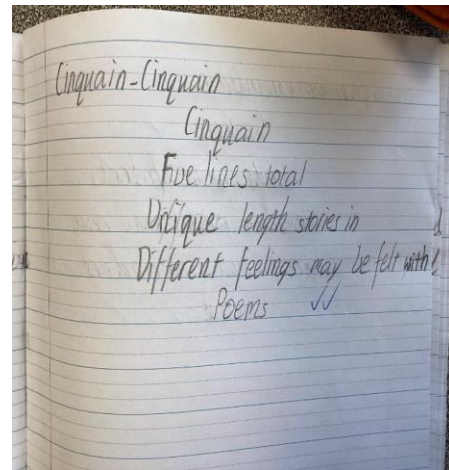 Cinquain-Cinquain
Cinquain
Five lines total
Unique length stories in
Different feelings may be felt with
Poems